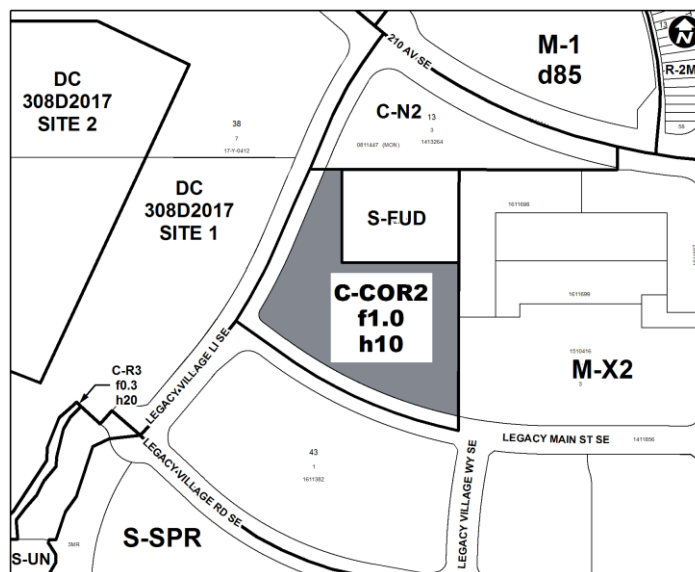 210 AV SE
M-1
d85
13
N
R-2M
58
DC
308D2017
SITE 2
38
7
17-Y-0412
C-N2
13
3
0811447 (MON)
1413264
DC
308D2017
SITE 1
S-FUD
1611698
C-COR2
f1.0
h10
1611699
1510416
3
M-X2
C-R3
f0.3
h20
LEGACY VILLAGE LI SE
LEGACY MAIN ST SE
1411856
43
1
1611382
LEGACY VILLAGE RD SE
LEGACY VILLAGE WY SE
S-SPR
3MR
S-UN